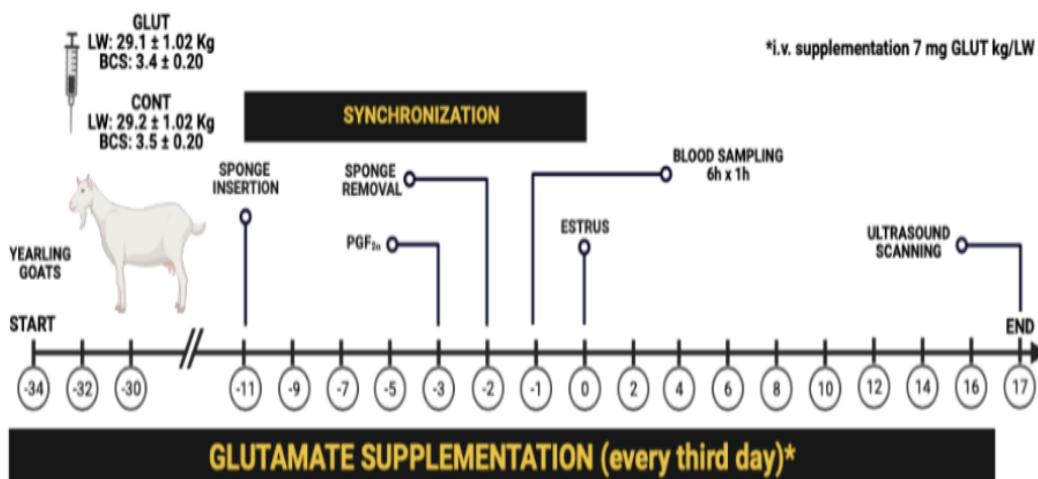 GLUT
LW: 29.1 ± 1.02 Kg
BCS: 3.4 ± 0.20
*i.v. supplementation 7 mg GLUT kg/LW
CONT
LW: 29.2 ± 1.02 Kg
BCS: 3.5 ± 0.20
SYNCHRONIZATION
SPONGE
INSERTION
SPONGE
REMOVAL
BLOOD SAMPLING
6h x 1h
PGF2α
ESTRUS
ULTRASOUND
SCANNING
YEARLING
GOATS
START
END
-34 -32 -30 -11 -9 -7 -5 -3 -2 -1 0 2 4 6 8 10 12 14 16 17
GLUTAMATE SUPPLEMENTATION (every third day)*